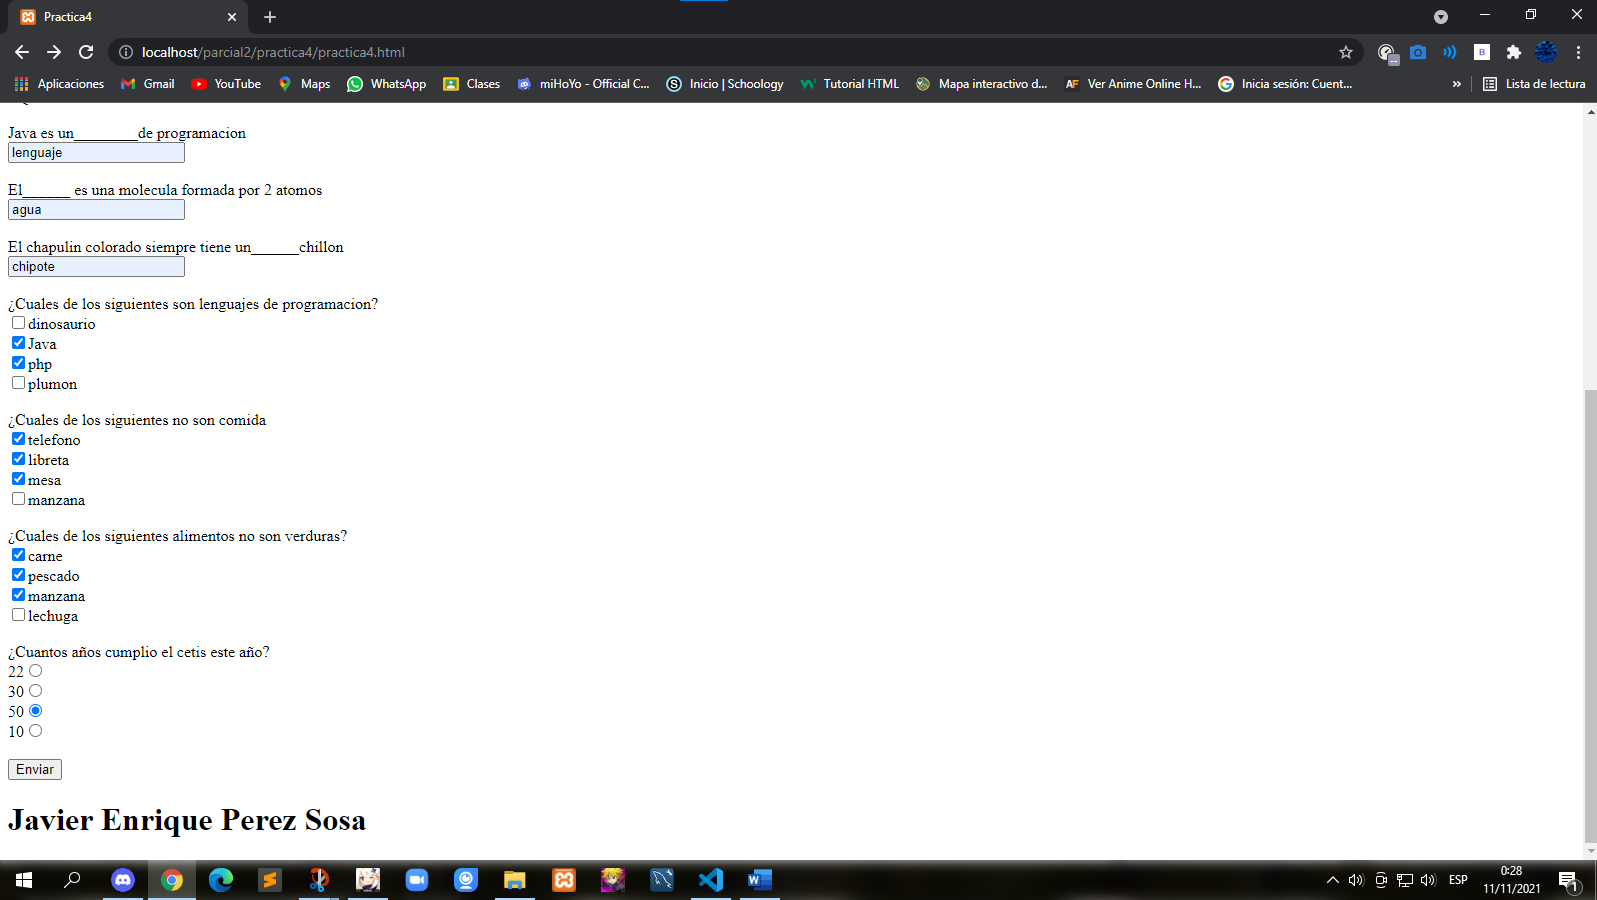 Practica4
localhost/parcial2/practica4/practica4.html
Aplicaciones Gmail YouTube Maps WhatsApp Clases miHoYo - Official C... Inicio | Schoology Tutorial HTML Mapa interactivo d... Ver Anime Online H... Inicia sesión: Cuent... » Lista de lectura
Java es un________de programacion
lenguaje
El______ es una molecula formada por 2 atomos
agua
El chapulin colorado siempre tiene un______chillon
chipote
¿Cuales de los siguientes son lenguajes de programacion?
dinosaurio
Java
php
plumon
¿Cuales de los siguientes no son comida
telefono
libreta
mesa
manzana
¿Cuales de los siguientes alimentos no son verduras?
carne
pescado
manzana
lechuga
¿Cuantos años cumplio el cetis este año?
22
30
50
10
Enviar
Javier Enrique Perez Sosa
ESP
0:28
11/11/2021
1